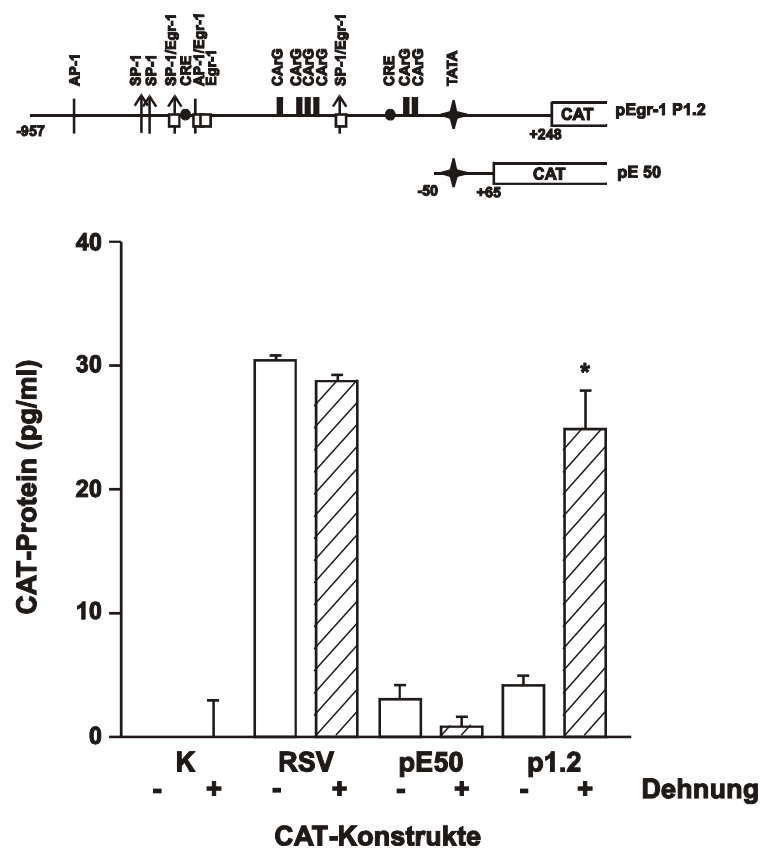 AP-1
SP-1
SP-1
SP-1/Egr-1
CRE
AP-1/Egr-1
Egr-1
CArG
CArG
CArG
CArG
SP-1/Egr-1
CRE
CArG
CArG
TATA
CAT
pEgr-1 P1.2
-957
+248
CAT
pE 50
-50
+65
CAT-Protein (pg/ml)
40
30
20
10
0
*
K
RSV
pE50
p1.2
- + - + - + - + Dehnung
CAT-Konstrukte